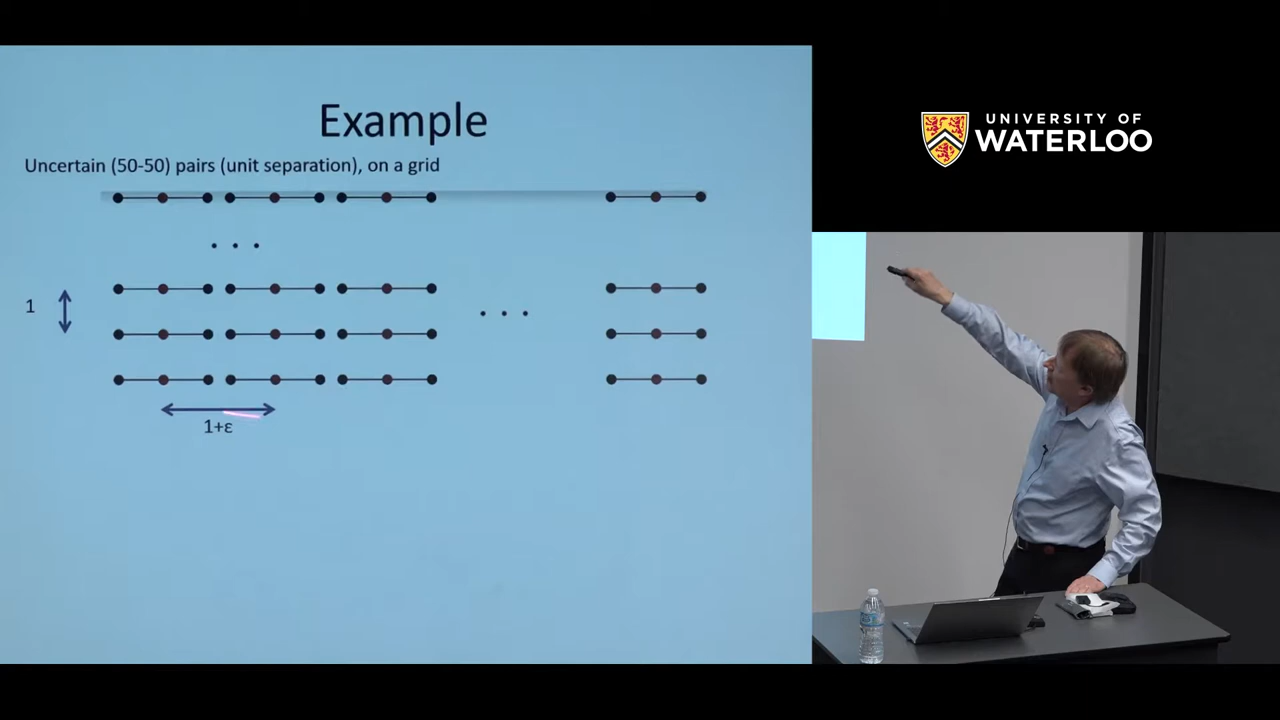 Example
Uncertain (50-50) pairs (unit separation), on a grid
. . .
1
. . .
1+ε
UNIVERSITY OF
WATERLOO